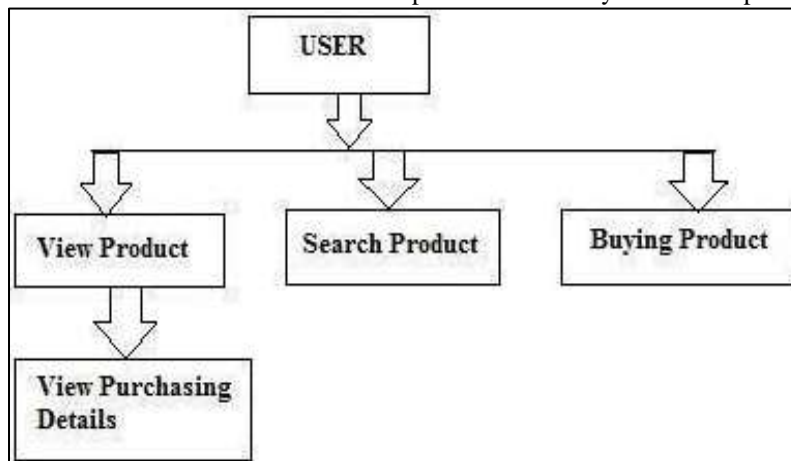 USER
View Product
Search Product
Buying Product
View Purchasing
Details